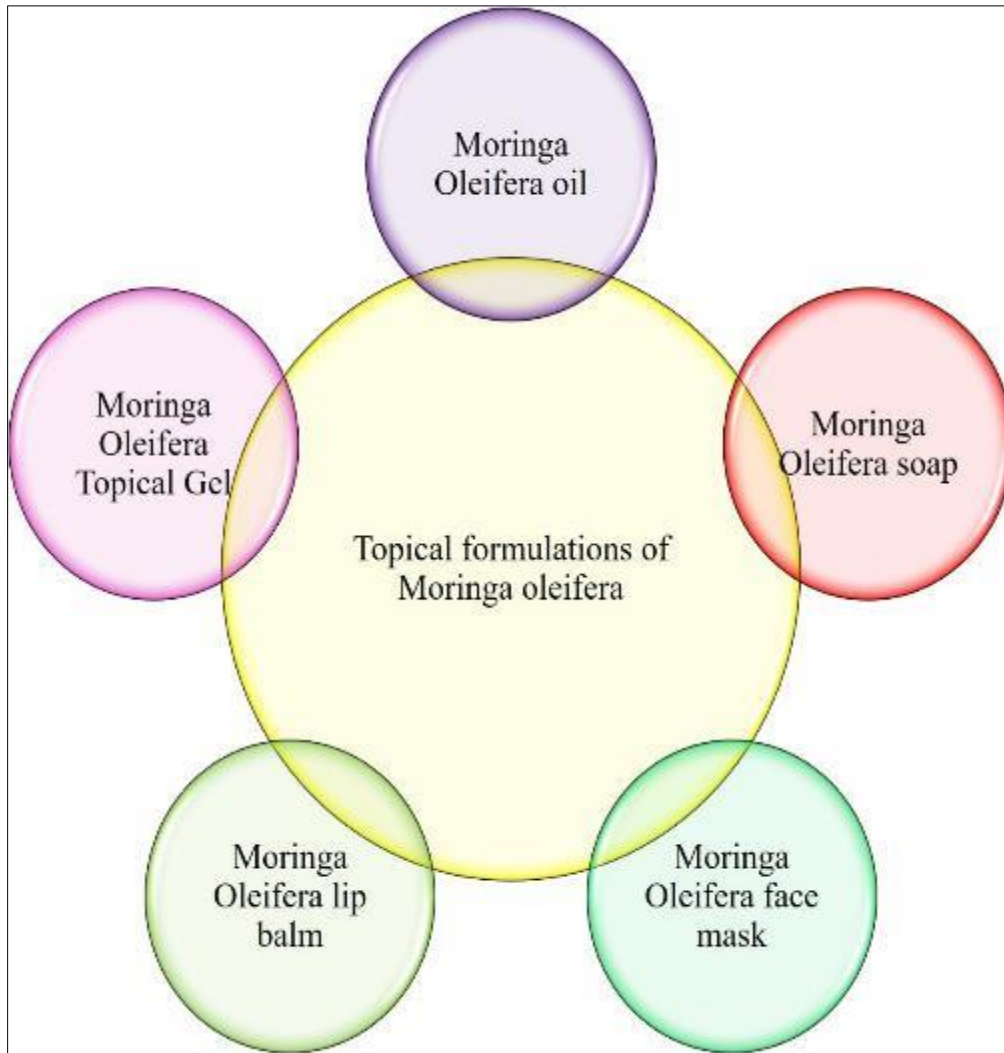 Moringa
Oleifera oil
Moringa
Oleifera
Topical Gel
Moringa
Oleifera soap
Topical formulations of
Moringa oleifera
Moringa
Oleifera lip
balm
Moringa
Oleifera face
mask